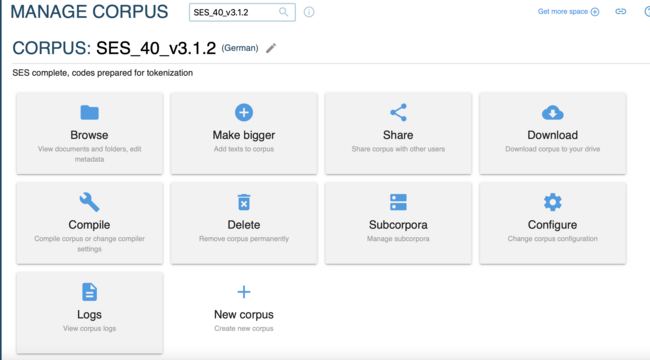 MANAGE CORPUS SES_40_v3.1.2 Get more space
CORPUS: SES_40_v3.1.2 (German)
SES complete, codes prepared for tokenization
Browse
View documents and folders, edit
metadata
Make bigger
Add texts to corpus
Share
Share corpus with other users
Download
Download corpus to your drive
Compile
Compile corpus or change compiler
settings
Delete
Remove corpus permanently
Subcorpora
Manage subcorpora
Configure
Change corpus configuration
Logs
View corpus logs
New corpus
Create new corpus